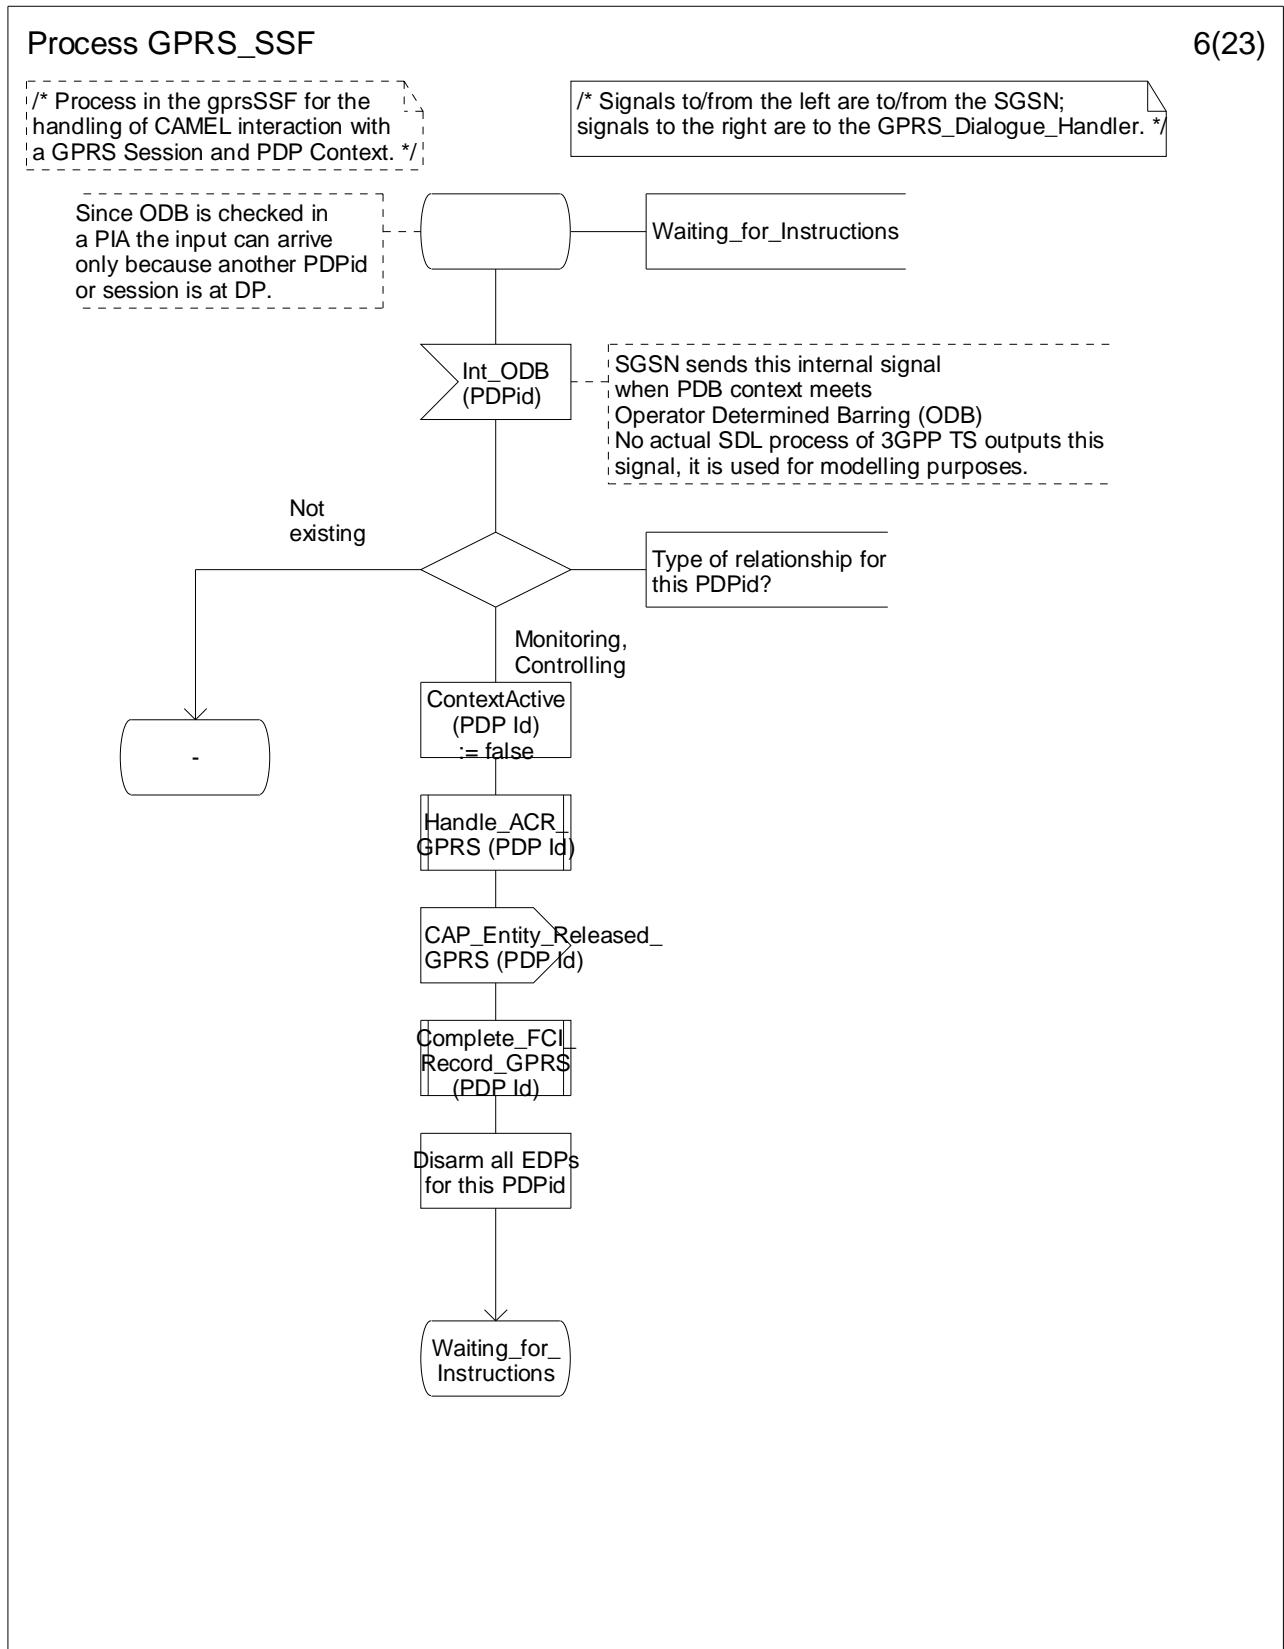 Process GPRS_SSF
6(23)
/* Process in the gprsSSF for the
handling of CAMEL interaction with
a GPRS Session and PDP Context. */
/* Signals to/from the left are to/from the SGSN;
signals to the right are to the GPRS_Dialogue_Handler. */
Since ODB is checked in
a PIA the input can arrive
only because another PDPid
or session is at DP.
Waiting_for_Instructions
Int_ODB
(PDPid)
SGSN sends this internal signal
when PDB context meets
Operator Determined Barring (ODB)
No actual SDL process of 3GPP TS outputs this
signal, it is used for modelling purposes.
Not
existing
Type of relationship for
this PDPid?
Monitoring,
Controlling
ContextActive
(PDP Id)
:= false
-
Handle_ACR_
GPRS (PDP Id)
CAP_Entity_Released_
GPRS (PDP Id)
Complete_FCI_
Record_GPRS
(PDP Id)
Disarm all EDPs
for this PDPid
Waiting_for_
Instructions